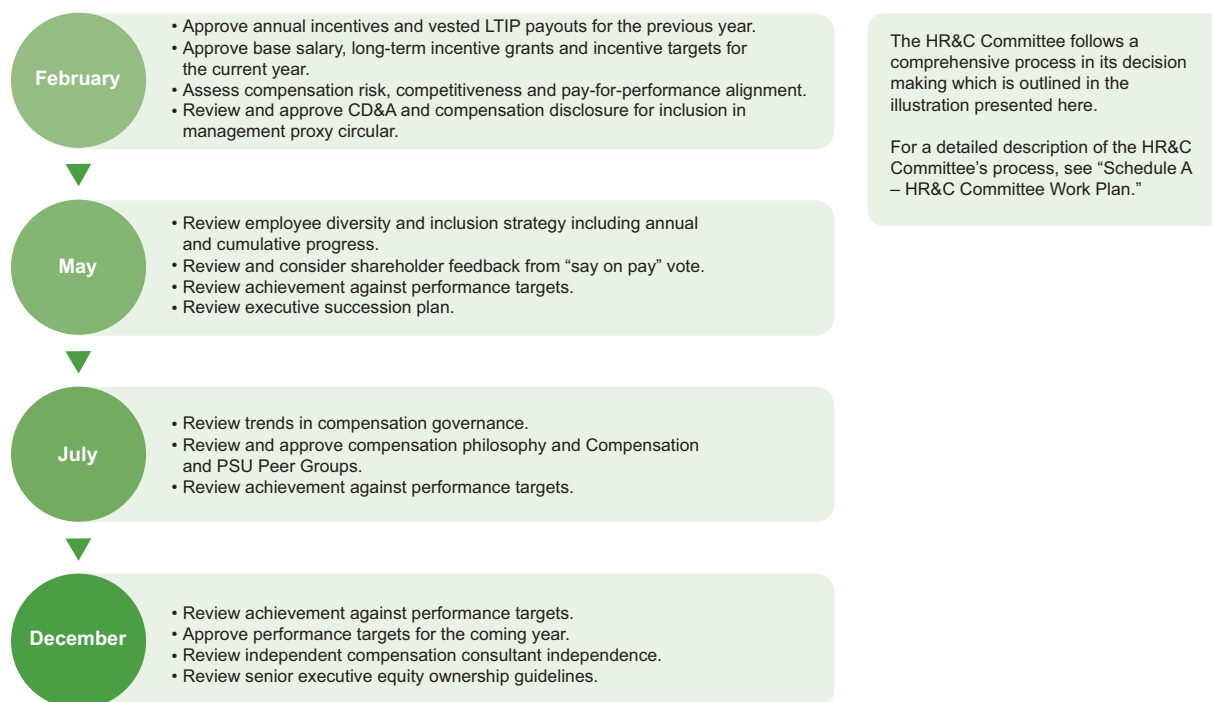 February
• Approve annual incentives and vested LTIP payouts for the previous year.
• Approve base salary, long-term incentive grants and incentive targets for
the current year.
• Assess compensation risk, competitiveness and pay-for-performance alignment.
• Review and approve CD&A and compensation disclosure for inclusion in
management proxy circular.
May
• Review employee diversity and inclusion strategy including annual
and cumulative progress.
• Review and consider shareholder feedback from “say on pay” vote.
• Review achievement against performance targets.
• Review executive succession plan.
July
• Review trends in compensation governance.
• Review and approve compensation philosophy and Compensation
and PSU Peer Groups.
• Review achievement against performance targets.
December
• Review achievement against performance targets.
• Approve performance targets for the coming year.
• Review independent compensation consultant independence.
• Review senior executive equity ownership guidelines.
The HR&C Committee follows a
comprehensive process in its decision
making which is outlined in the
illustration presented here.
For a detailed description of the HR&C
Committee’s process, see “Schedule A
– HR&C Committee Work Plan.”